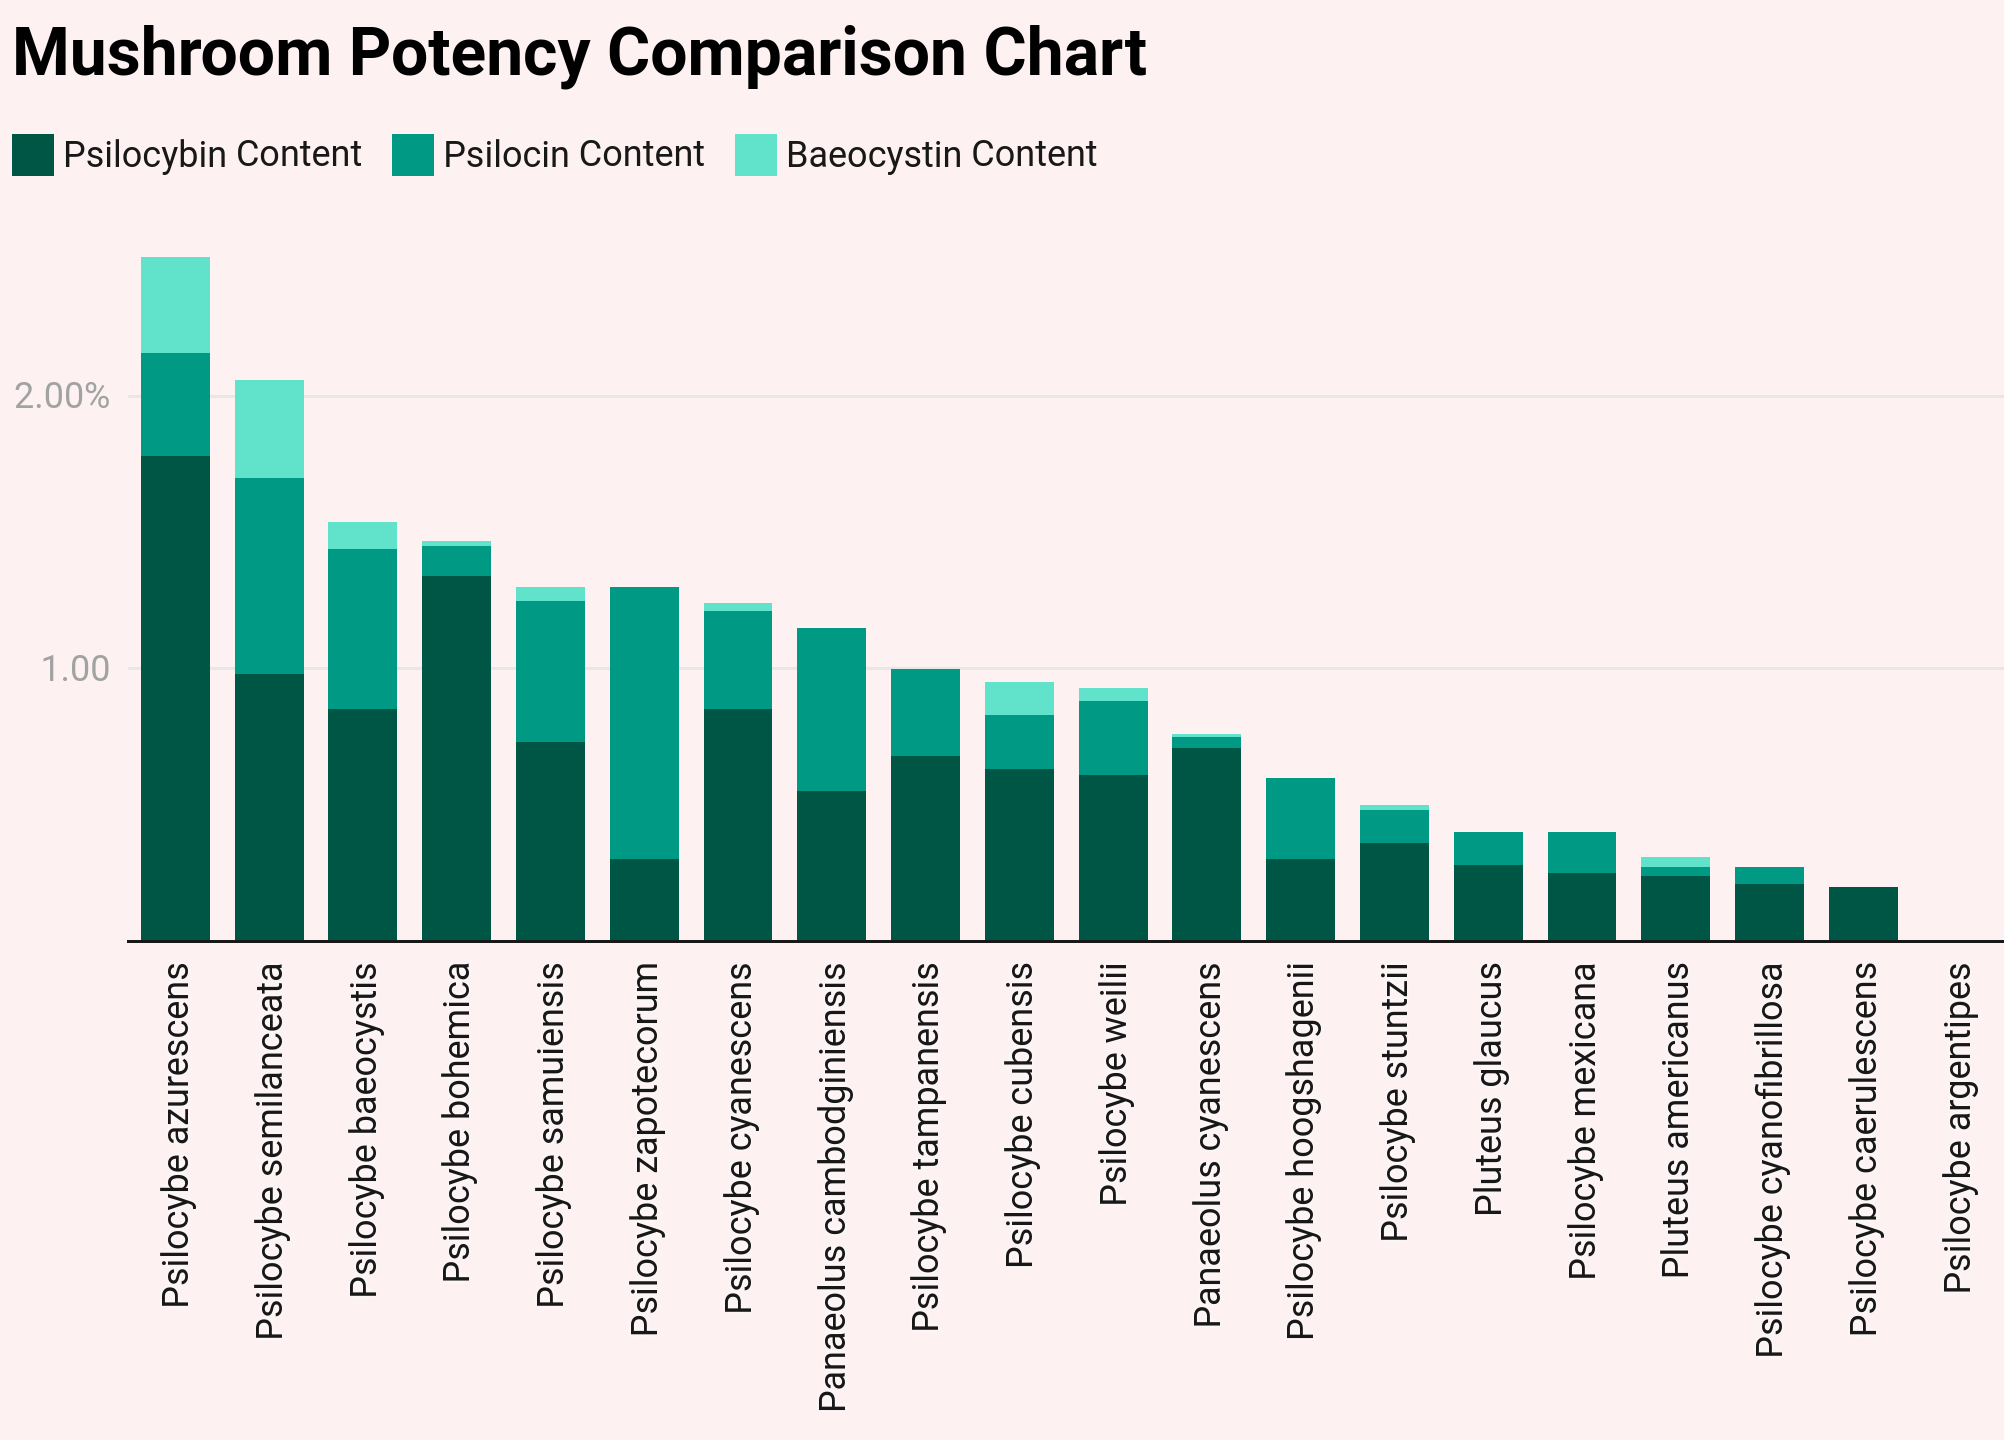 Mushroom Potency Comparison Chart
Psilocybin Content
Psilocin Content
Baeocystin Content
2.00%
1.00
Psilocybe azurescens
Psilocybe semilanceata
Psilocybe baeocystis
Psilocybe bohemica
Psilocybe samuiensis
Psilocybe zapotecorum
Psilocybe cyanescens
Panaeolus cambodginiensis
Psilocybe tampanensis
Psilocybe cubensis
Psilocybe weilii
Panaeolus cyanescens
Psilocybe hoogshagenii
Psilocybe stuntzii
Pluteus glaucus
Psilocybe mexicana
Pluteus americanus
Psilocybe cyanofibrillosa
Psilocybe caerulescens
Psilocybe argentipes